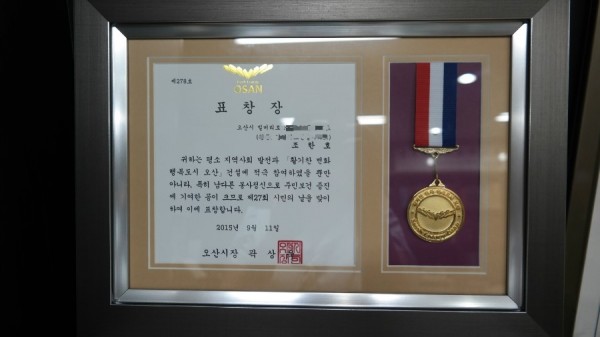 제278호
OSAN
표 창 장
오산시 밀머리로
조 한 호
귀하는 평소 지역사회 발전과 「활기찬 변화
행복도시 오산」건설에 적극 참여하였을 뿐만
아니라, 특히 남다른 봉사정신으로 주민보건 증진
에 기여한 공이 크므로 제27회 시민의 날을 맞이
하여 이에 표창합니다.
2015년 9월 11일
오산시장 곽 상